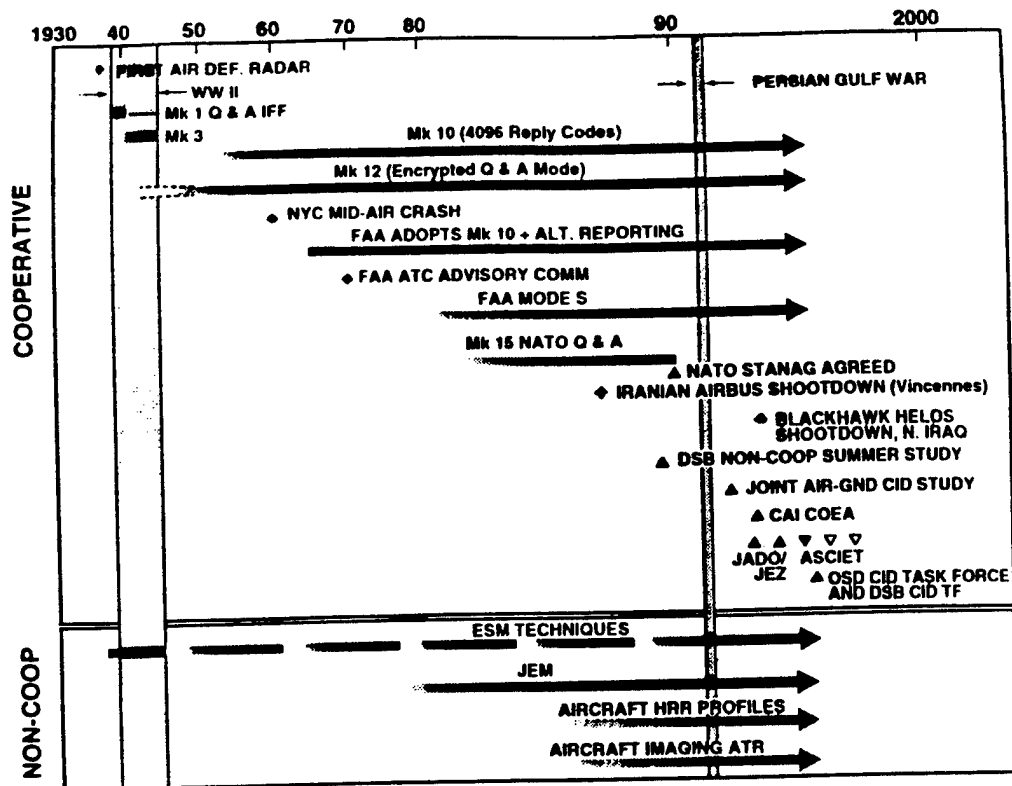 1930 40 50 60 70 80 90 2000
FIRST AIR DEF. RADAR
WW II
PERSIAN GULF WAR
Mk 1 Q & A IFF
Mk 3
Mk 10 (4096 Reply Codes)
Mk 12 (Encrypted Q & A Mode)
NYC MID-AIR CRASH
FAA ADOPTS Mk 10 + ALT. REPORTING
FAA ATC ADVISORY COMM
FAA MODE S
Mk 15 NATO Q & A
NATO STANAG AGREED
IRANIAN AIRBUS SHOOTDOWN (Vincennes)
BLACKHAWK HELOS
SHOOTDOWN, N. IRAQ
DSB NON-COOP SUMMER STUDY
JOINT AIR-GND CID STUDY
CAI COEA
JADO/ ASCIET
JEZ
OSD CID TASK FORCE
AND DSB CID TF
COOPERATIVE
ESM TECHNIQUES
JEM
AIRCRAFT HRR PROFILES
AIRCRAFT IMAGING ATR
NON-COOP